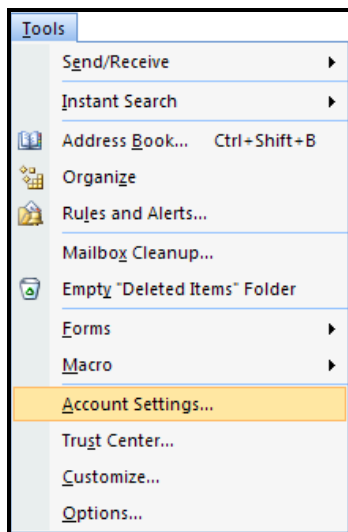 Tools
Send/Receive
Instant Search
Address Book... Ctrl+Shift+B
Organize
Rules and Alerts...
Mailbox Cleanup...
Empty "Deleted Items" Folder
Forms
Macro
Account Settings...
Trust Center...
Customize...
Options...